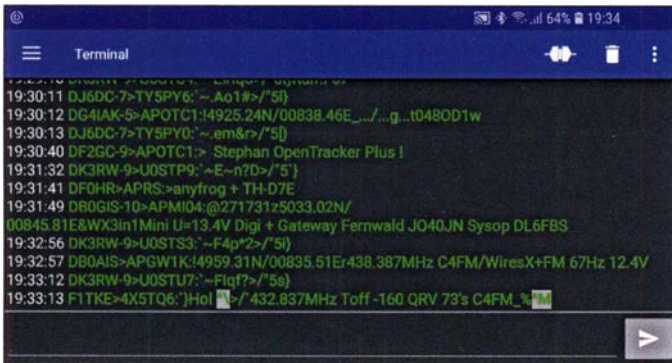 64% 19:34
Terminal
19:30:11 DJ6DC-7>TY5PY6:`~.Ao1#>/"5l}
19:30:12 DG4IAK-5>APOTC1:!4925.24N/00838.46E_.../...g...t048OD1w
19:30:13 DJ6DC-7>TY5PY0:`~.em&r>/"5[}
19:30:40 DF2GC-9>APOTC1:> Stephan OpenTracker Plus !
19:31:32 DK3RW-9>U0STP9:`~E~n?D>/"5`}
19:31:41 DF0HR>APRS:>anyfrog + TH-D7E
19:31:49 DB0GIS-10>APMI04:@271731z5033.02N/
00845.81E&WX3in1Mini U=13.4V Digi + Gateway Fernwald JO40JN Sysop DL6FBS
19:32:56 DK3RW-9>U0STS3:`~F4p*2>/"5i}
19:32:57 DB0AIS>APGW1K:!4959.31N/00835.51Er438.387MHz C4FM/WiresX+FM 67Hz 12.4V
19:33:12 DK3RW-9>U0STU7:`~FIqf?>/"5s}
19:33:13 F1TKE>4X5TQ6:`}Hol ^\>/`432.837MHz Toff -160 QRV 73's C4FM_%^M